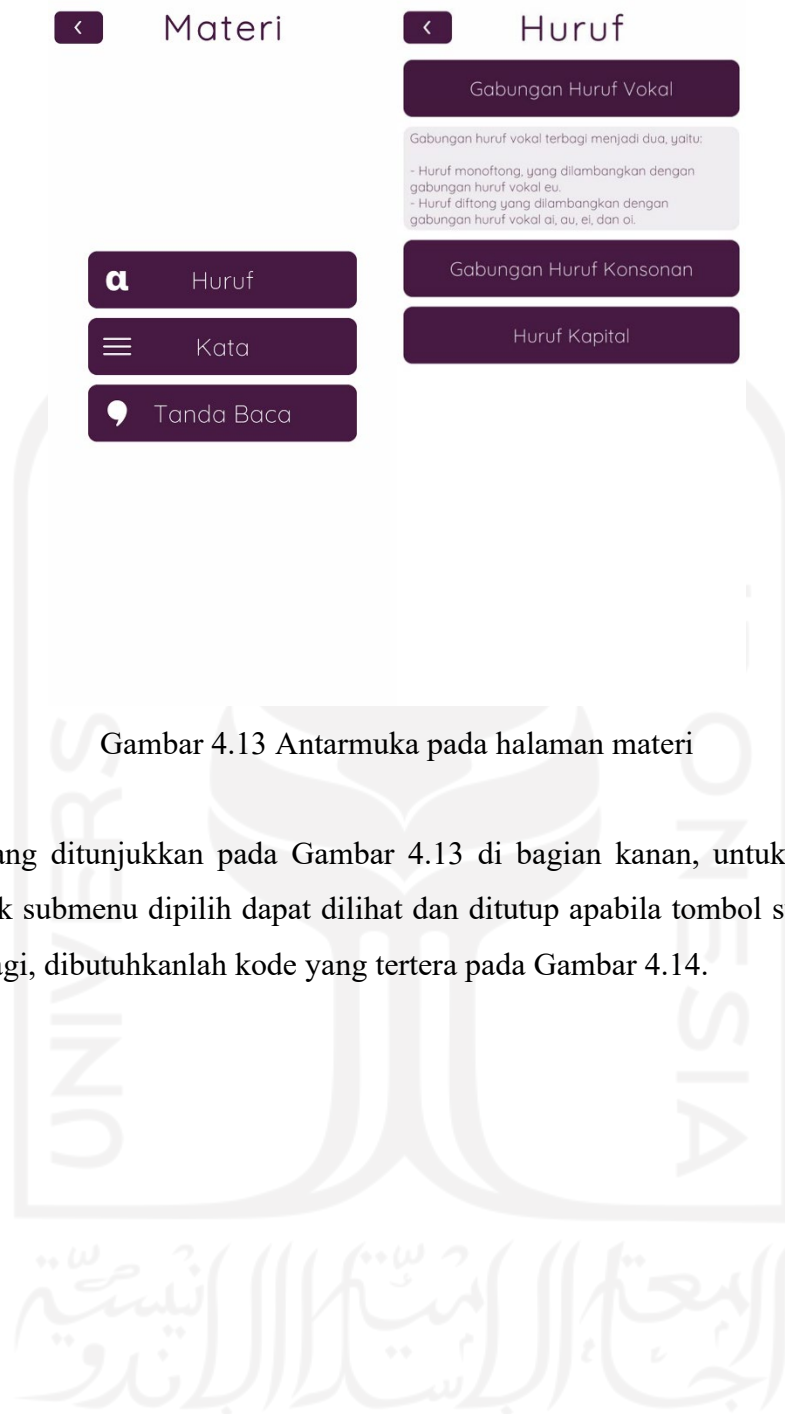 Materi
Huruf
Kata
Tanda Baca
Huruf
Gabungan Huruf Vokal
Gabungan huruf vokal terbagi menjadi dua, yaitu:
- Huruf monoftong, yang dilambangkan dengan
gabungan huruf vokal eu.
- Huruf diftong yang dilambangkan dengan
gabungan huruf vokal ai, au, ei, dan oi.
Gabungan Huruf Konsonan
Huruf Kapital
Gambar 4.13 Antarmuka pada halaman materi
ang ditunjukkan pada Gambar 4.13 di bagian kanan, untuk
k submenu dipilih dapat dilihat dan ditutup apabila tombol s
agi, dibutuhkanlah kode yang tertera pada Gambar 4.14.
UNIVERS
ONESIA